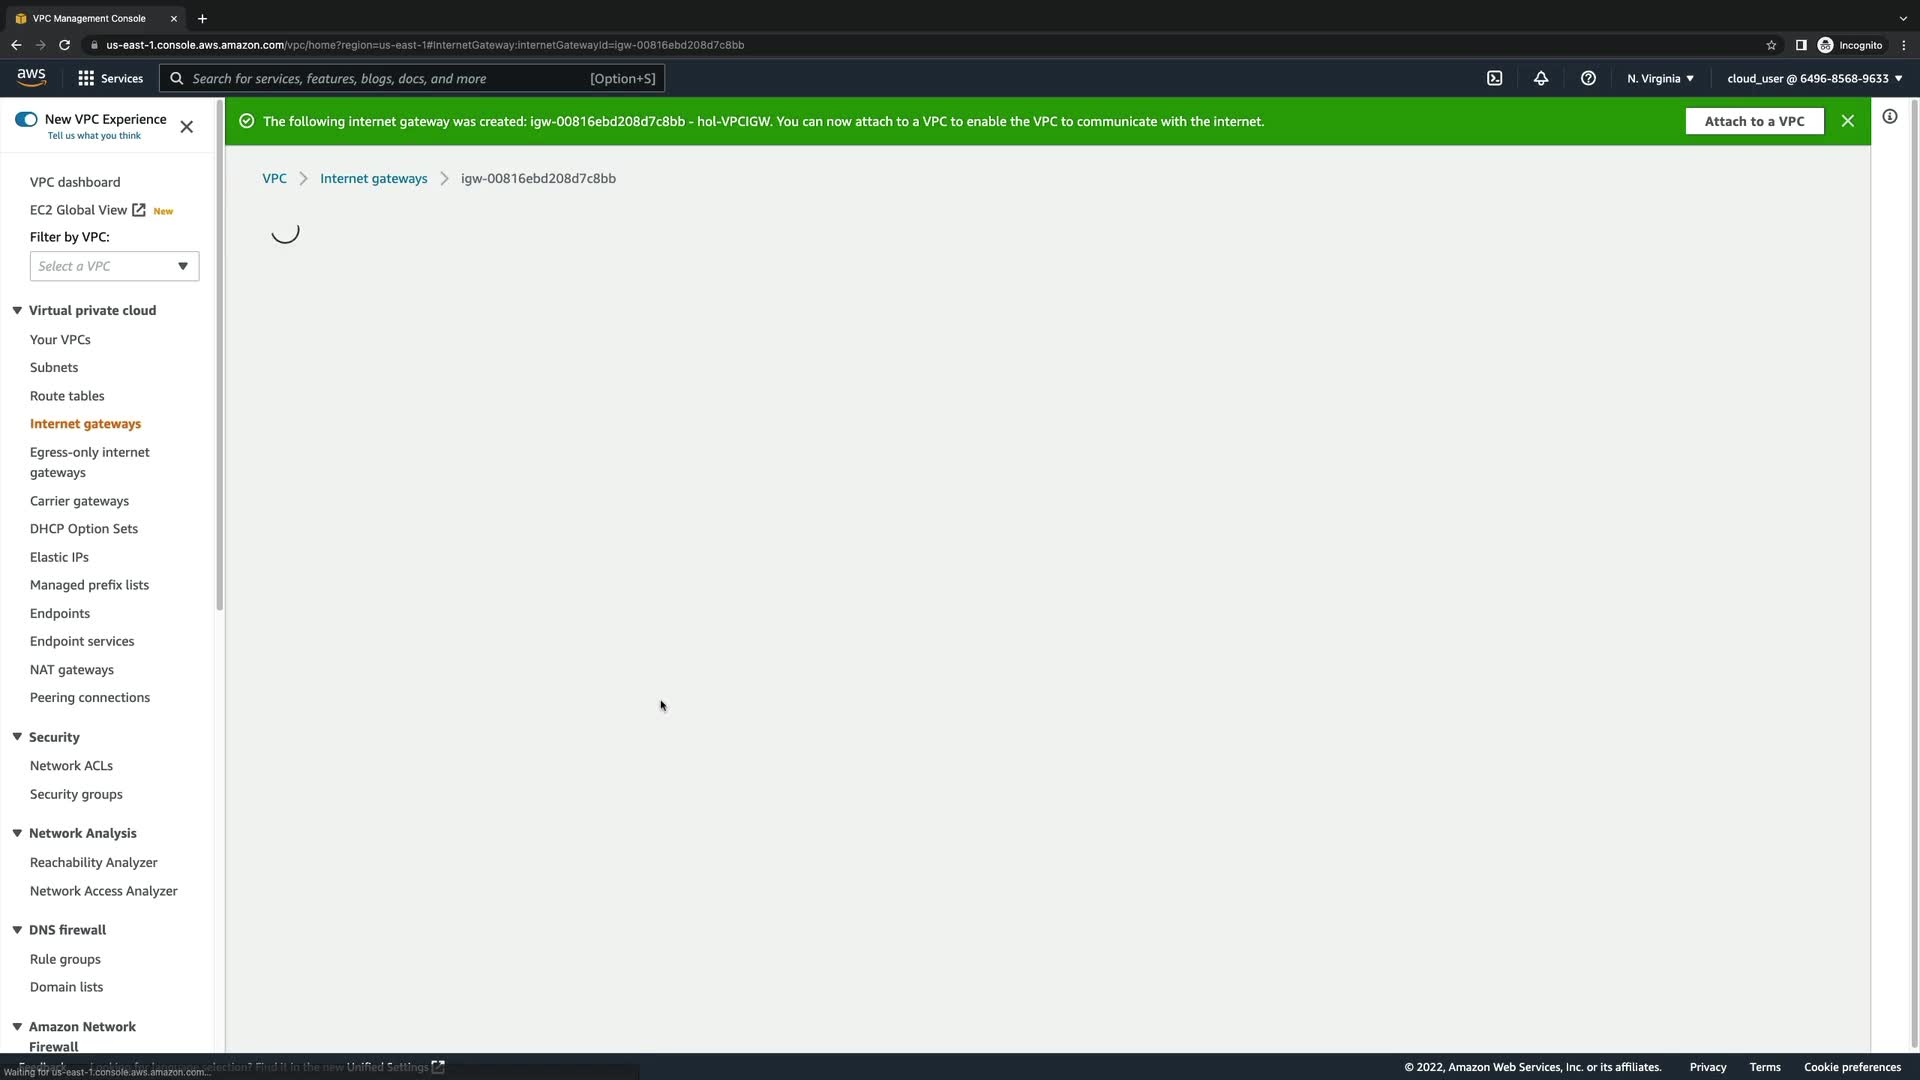 VPC Management Console
us-east-1.console.aws.amazon.com/vpc/home?region=us-east-1#InternetGateway:internetGatewayId=igw-00816ebd208d7c8bb
Incognito
aws
Services
Search for services, features, blogs, docs, and more
[Option+S]
N. Virginia
cloud_user @ 6496-8568-9633
New VPC Experience
Tell us what you think
The following internet gateway was created: igw-00816ebd208d7c8bb - hol-VPCIGW. You can now attach to a VPC to enable the VPC to communicate with the internet.
Attach to a VPC
VPC
Internet gateways
igw-00816ebd208d7c8bb
VPC dashboard
EC2 Global View
New
Filter by VPC:
Select a VPC
Virtual private cloud
Your VPCs
Subnets
Route tables
Internet gateways
Egress-only internet
gateways
Carrier gateways
DHCP Option Sets
Elastic IPs
Managed prefix lists
Endpoints
Endpoint services
NAT gateways
Peering connections
Security
Network ACLs
Security groups
Network Analysis
Reachability Analyzer
Network Access Analyzer
DNS firewall
Rule groups
Domain lists
Amazon Network
Firewall
Feedback
Looking for language selection? Find it in the new Unified Settings
Waiting for us-east-1.console.aws.amazon.com...
© 2022, Amazon Web Services, Inc. or its affiliates.
Privacy
Terms
Cookie preferences